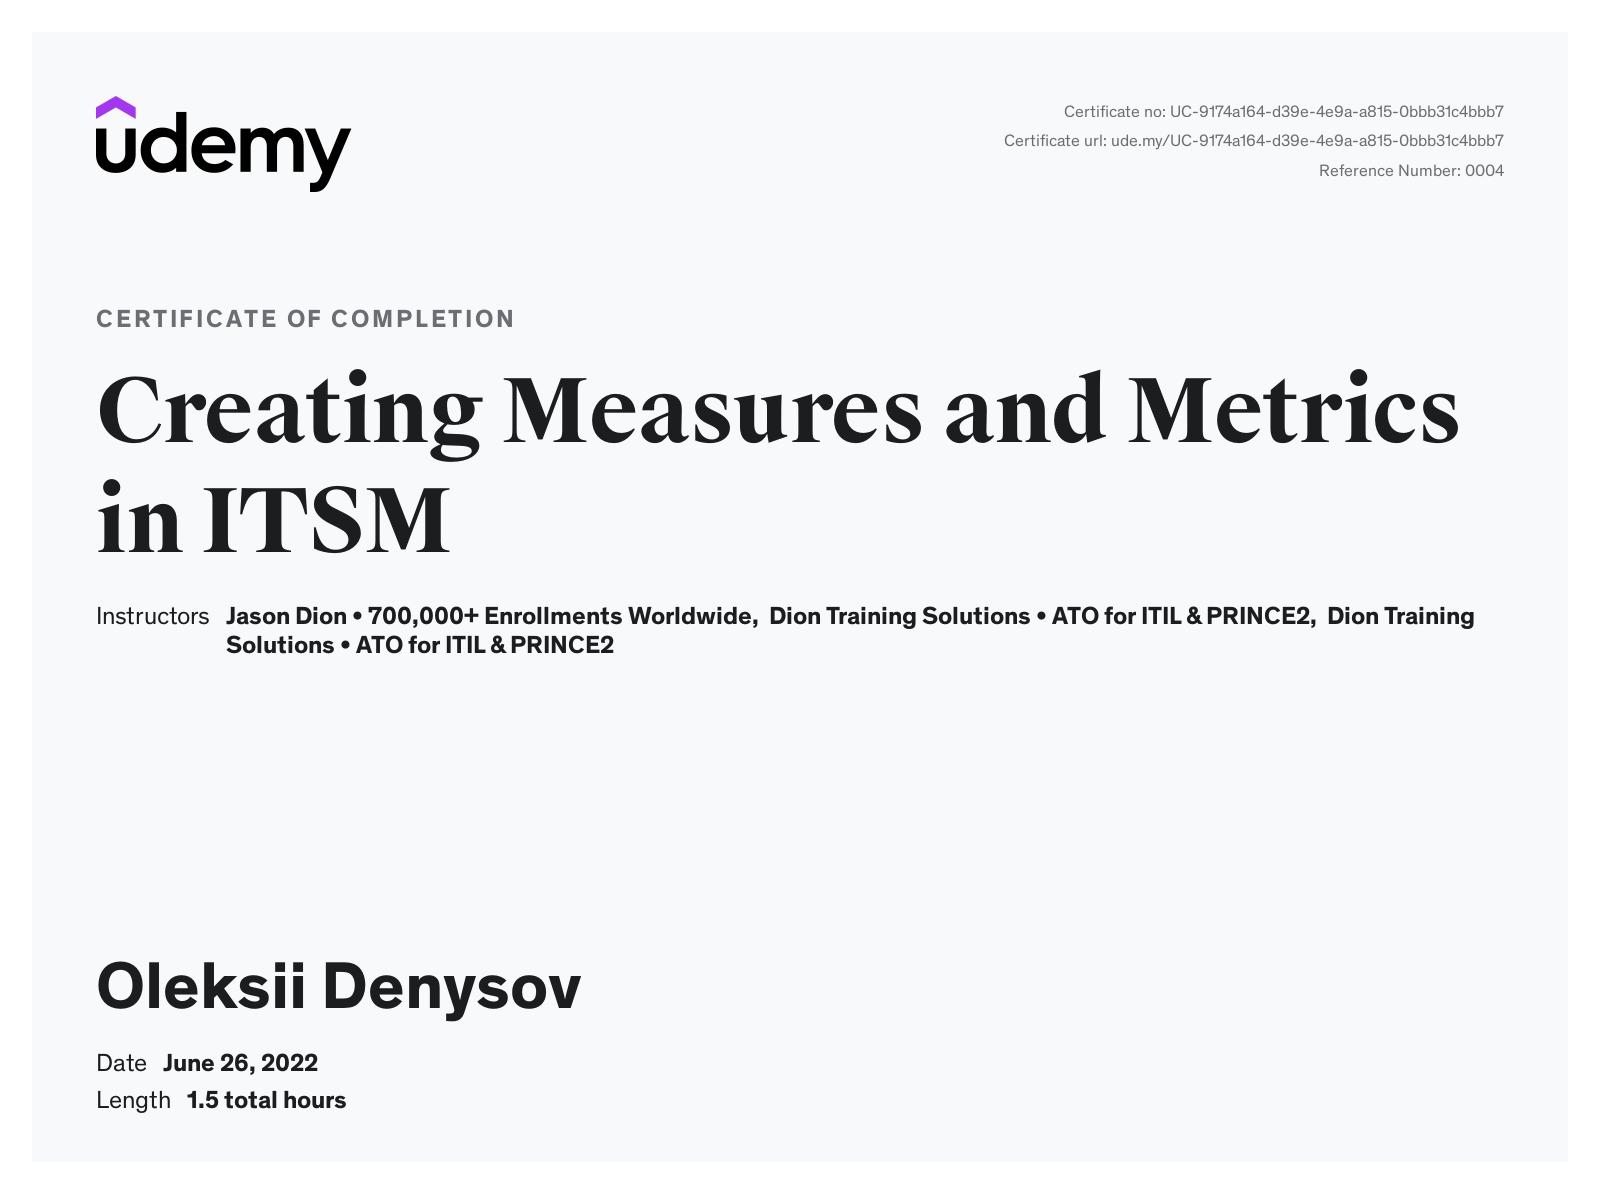 udemy
Certificate no: UC-9174a164-d39e-4e9a-a815-0bbb31c4bbb7
Certificate url: ude.my/UC-9174a164-d39e-4e9a-a815-0bbb31c4bbb7
Reference Number: 0004
CERTIFICATE OF COMPLETION
Creating Measures and Metrics
in ITSM
Instructors Jason Dion • 700,000+ Enrollments Worldwide, Dion Training Solutions • ATO for ITIL & PRINCE2, Dion Training
Solutions • ATO for ITIL & PRINCE2
Oleksii Denysov
Date June 26, 2022
Length 1.5 total hours